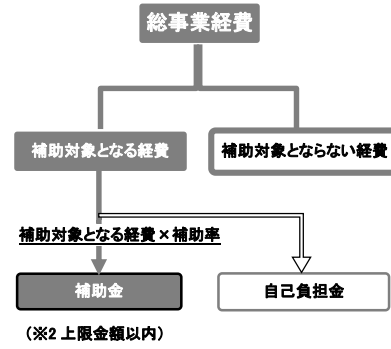 総事業経費
補助対象となる経費
補助対象とならない経費
補助対象となる経費×補助率
補助金
自己負担金
(※2 上限金額以内)